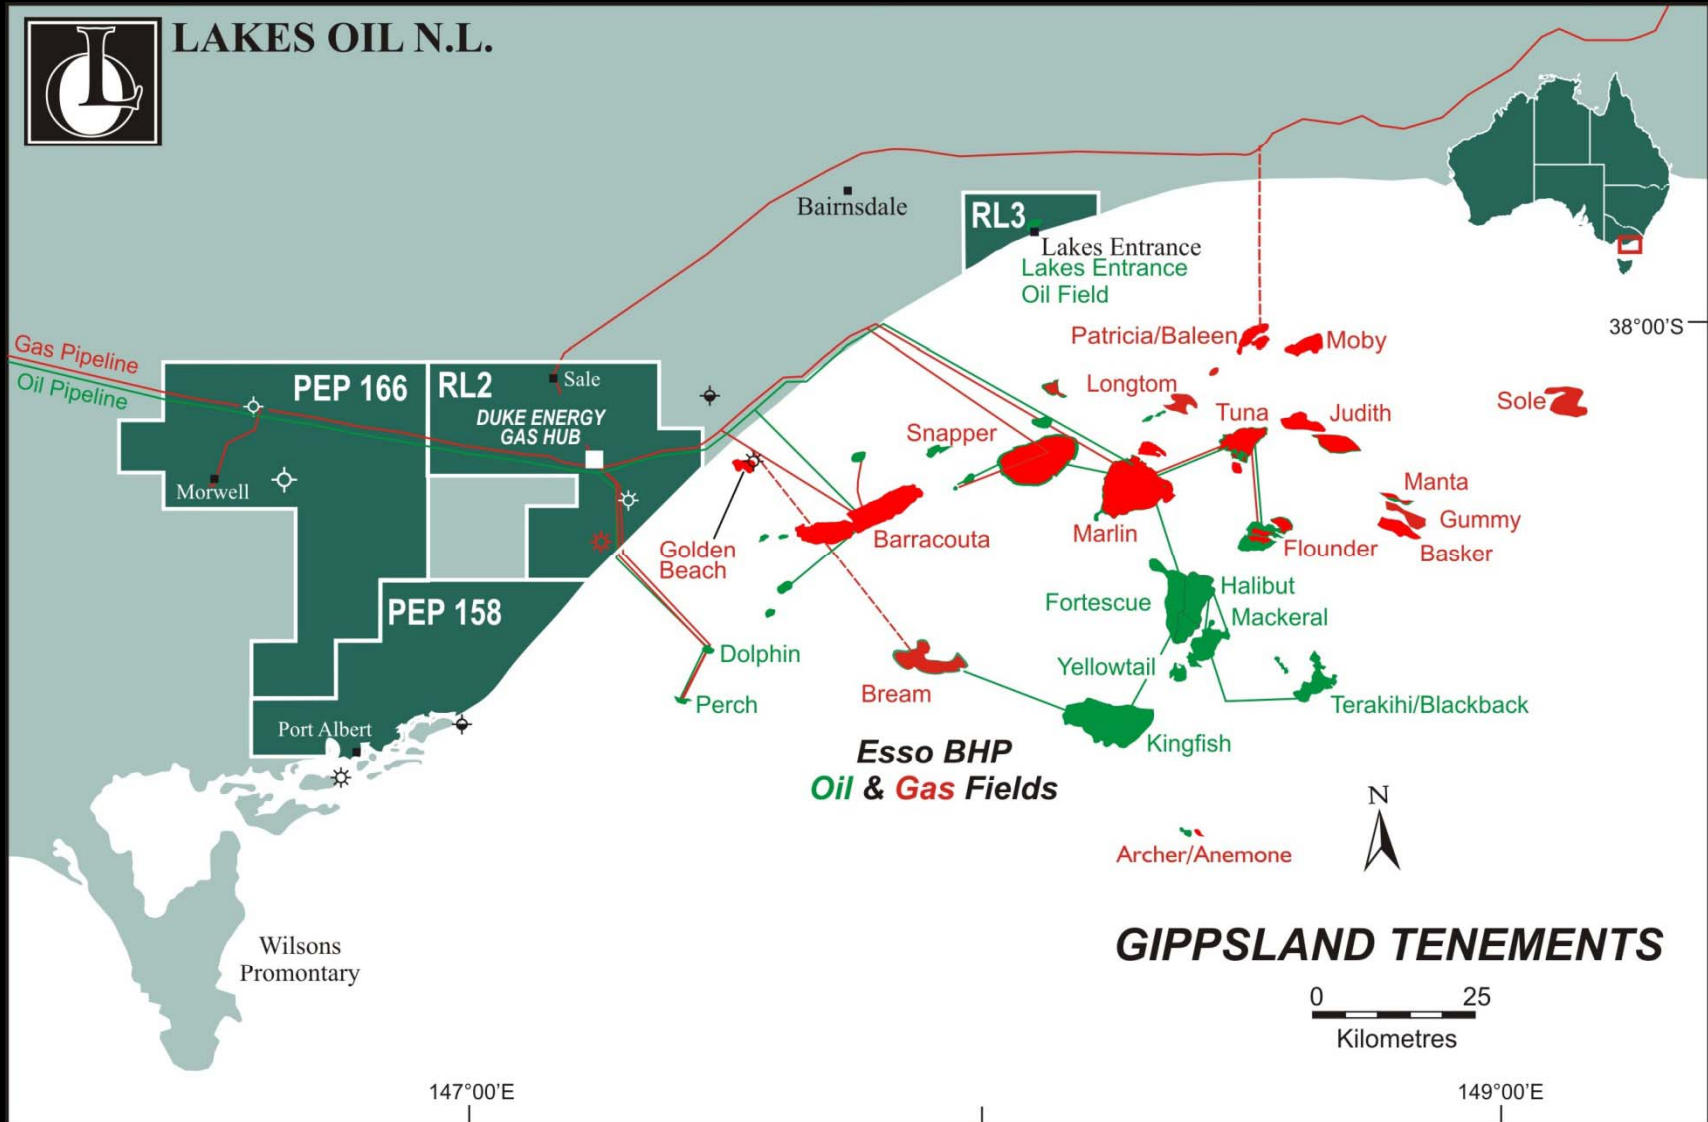 LAKES OIL N.L.
Bairnsdale
RL3
Lakes Entrance
Lakes Entrance
Oil Field
38°00'S
Gas Pipeline
Oil Pipeline
PEP 166
RL2
Sale
DUKE ENERGY
GAS HUB
Morwell
PEP 158
Port Albert
Wilsons
Promontary
Patricia/Baleen
Moby
Longtom
Sole
Tuna
Judith
Snapper
Manta
Gummy
Basker
Marlin
Flounder
Barracouta
Golden
Beach
Halibut
Fortescue
Mackeral
Dolphin
Yellowtail
Bream
Perch
Terakihi/Blackback
Kingfish
Esso BHP
Oil & Gas Fields
N
Archer/Anemone
GIPPSLAND TENEMENTS
0 25
Kilometres
147°00'E
149°00'E